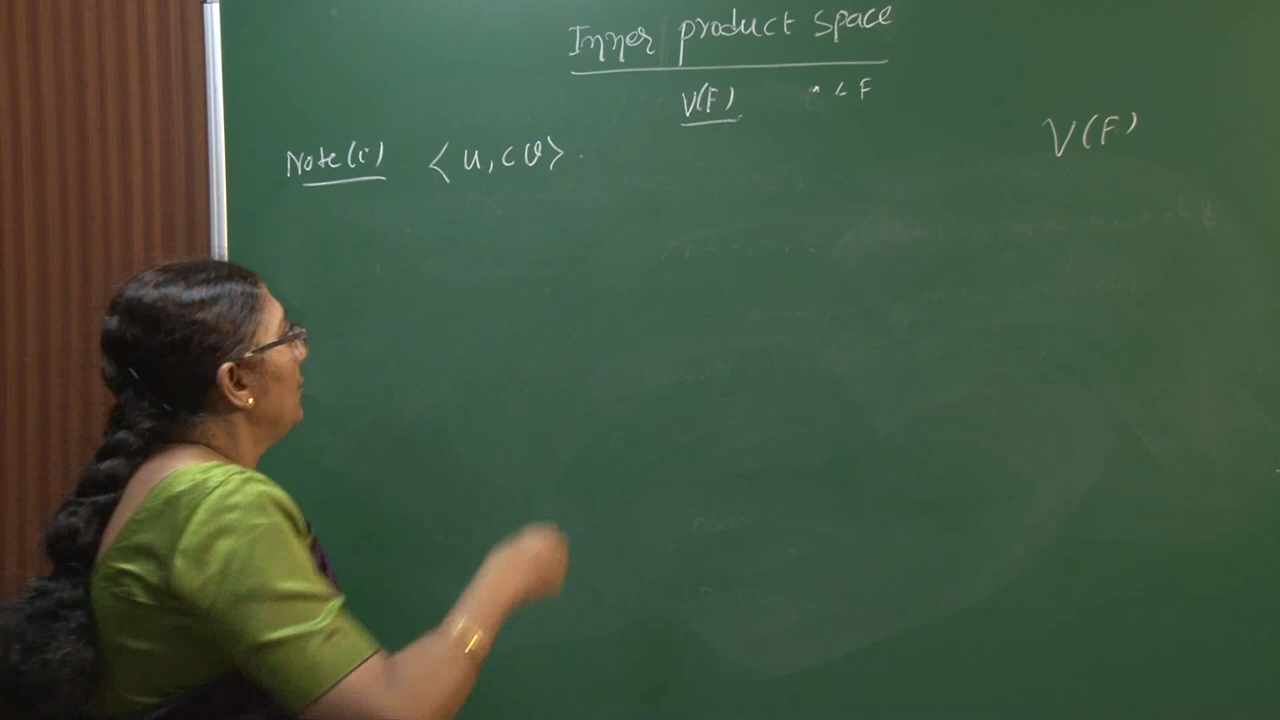 Inner product space
V(F) < F
V(F)
Note(i) ⟨u, cv⟩.